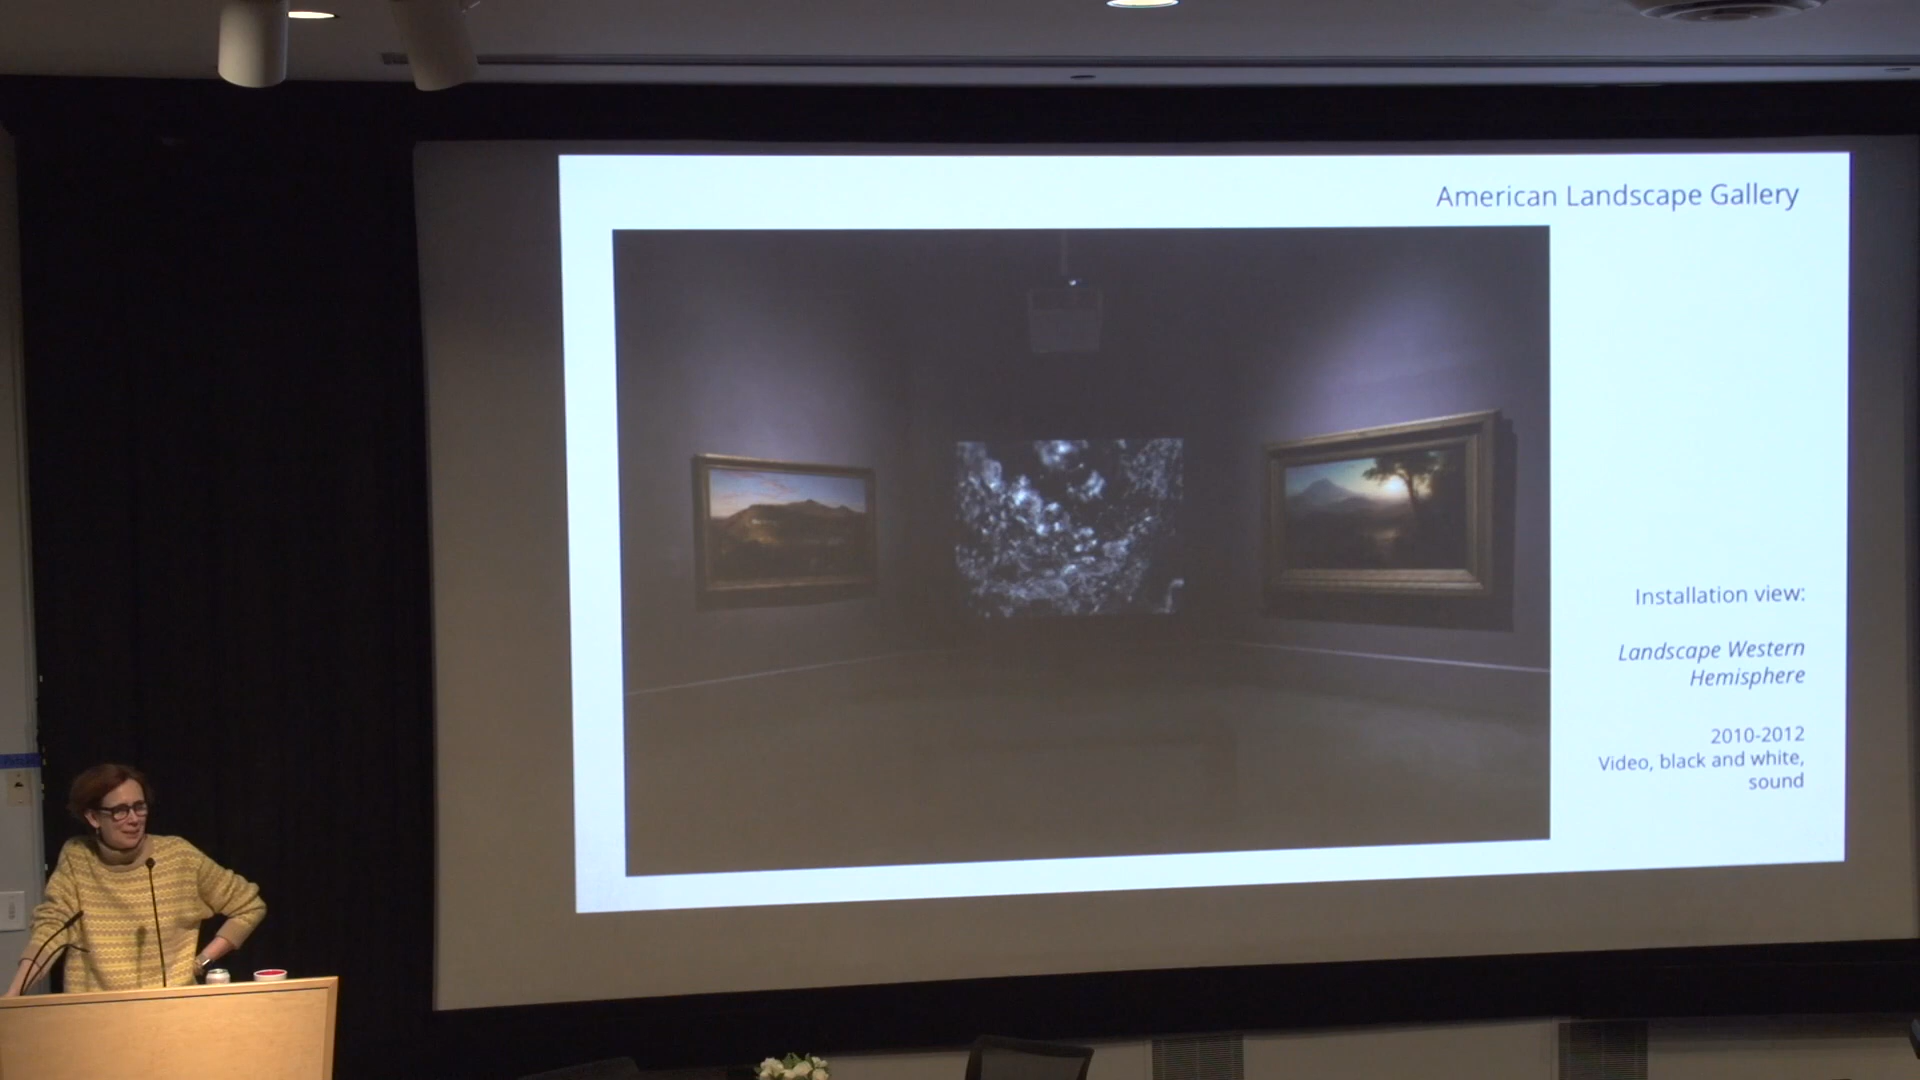 American Landscape Gallery
Installation view:
Landscape Western
Hemisphere
2010-2012
Video, black and white,
sound